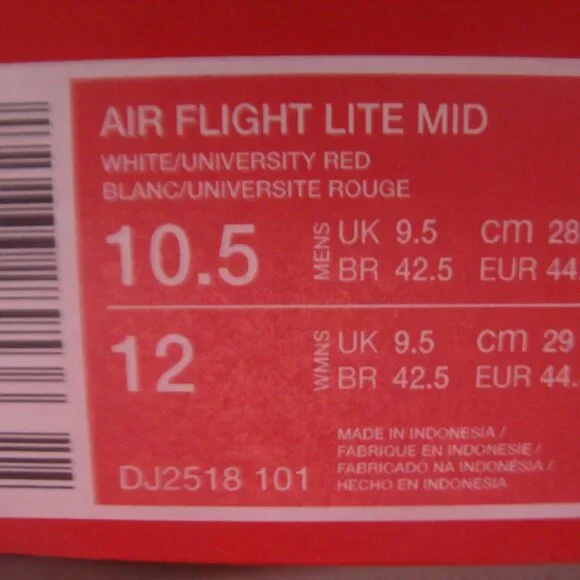 AIR FLIGHT LITE MID
WHITE/UNIVERSITY RED
BLANC/UNIVERSITE ROUGE
10.5 MENS UK 9.5 cm 28
BR 42.5 EUR 44
12 WMNS UK 9.5 cm 29
BR 42.5 EUR 44.
MADE IN INDONESIA /
FABRIQUE EN INDONESIE /
FABRICADO NA INDONÉSIA /
HECHO EN INDONESIA
DJ2518 101